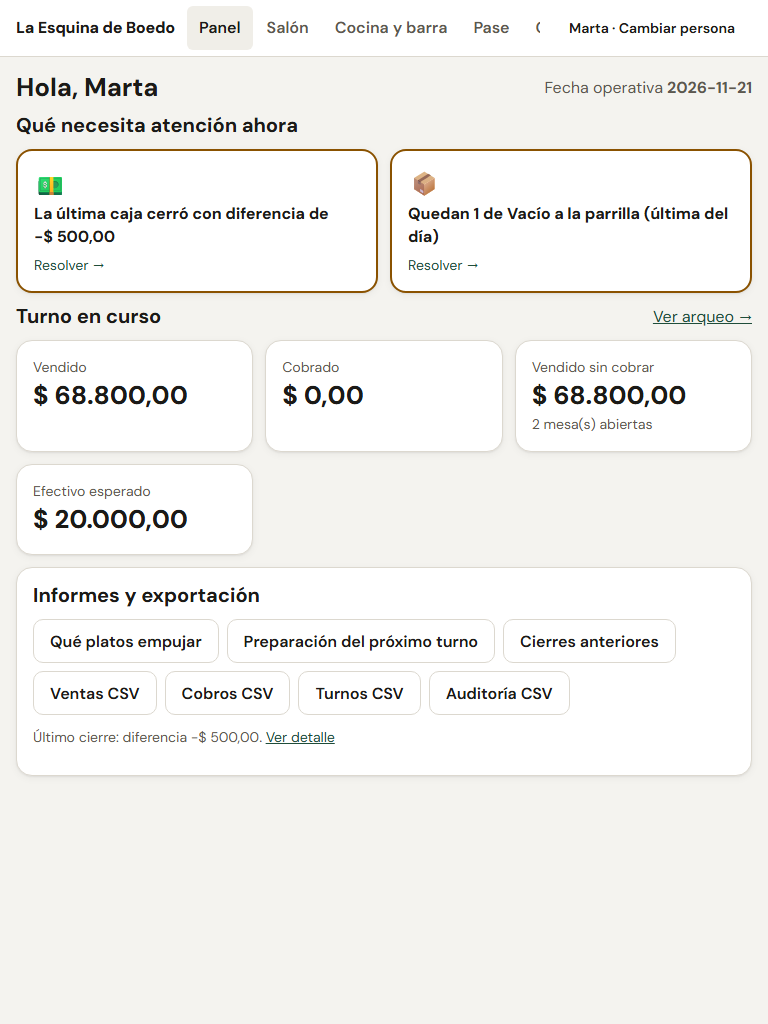 La Esquina de Boedo
Panel
Salón
Cocina y barra
Pase
Marta · Cambiar persona
Hola, Marta
Fecha operativa 2026-11-21
Qué necesita atención ahora
La última caja cerró con diferencia de
-$ 500,00
Resolver →
Quedan 1 de Vacío a la parrilla (última del
día)
Resolver →
Turno en curso
Ver arqueo →
Vendido
$ 68.800,00
Cobrado
$ 0,00
Vendido sin cobrar
$ 68.800,00
2 mesa(s) abiertas
Efectivo esperado
$ 20.000,00
Informes y exportación
Qué platos empujar
Preparación del próximo turno
Cierres anteriores
Ventas CSV
Cobros CSV
Turnos CSV
Auditoría CSV
Último cierre: diferencia -$ 500,00. Ver detalle